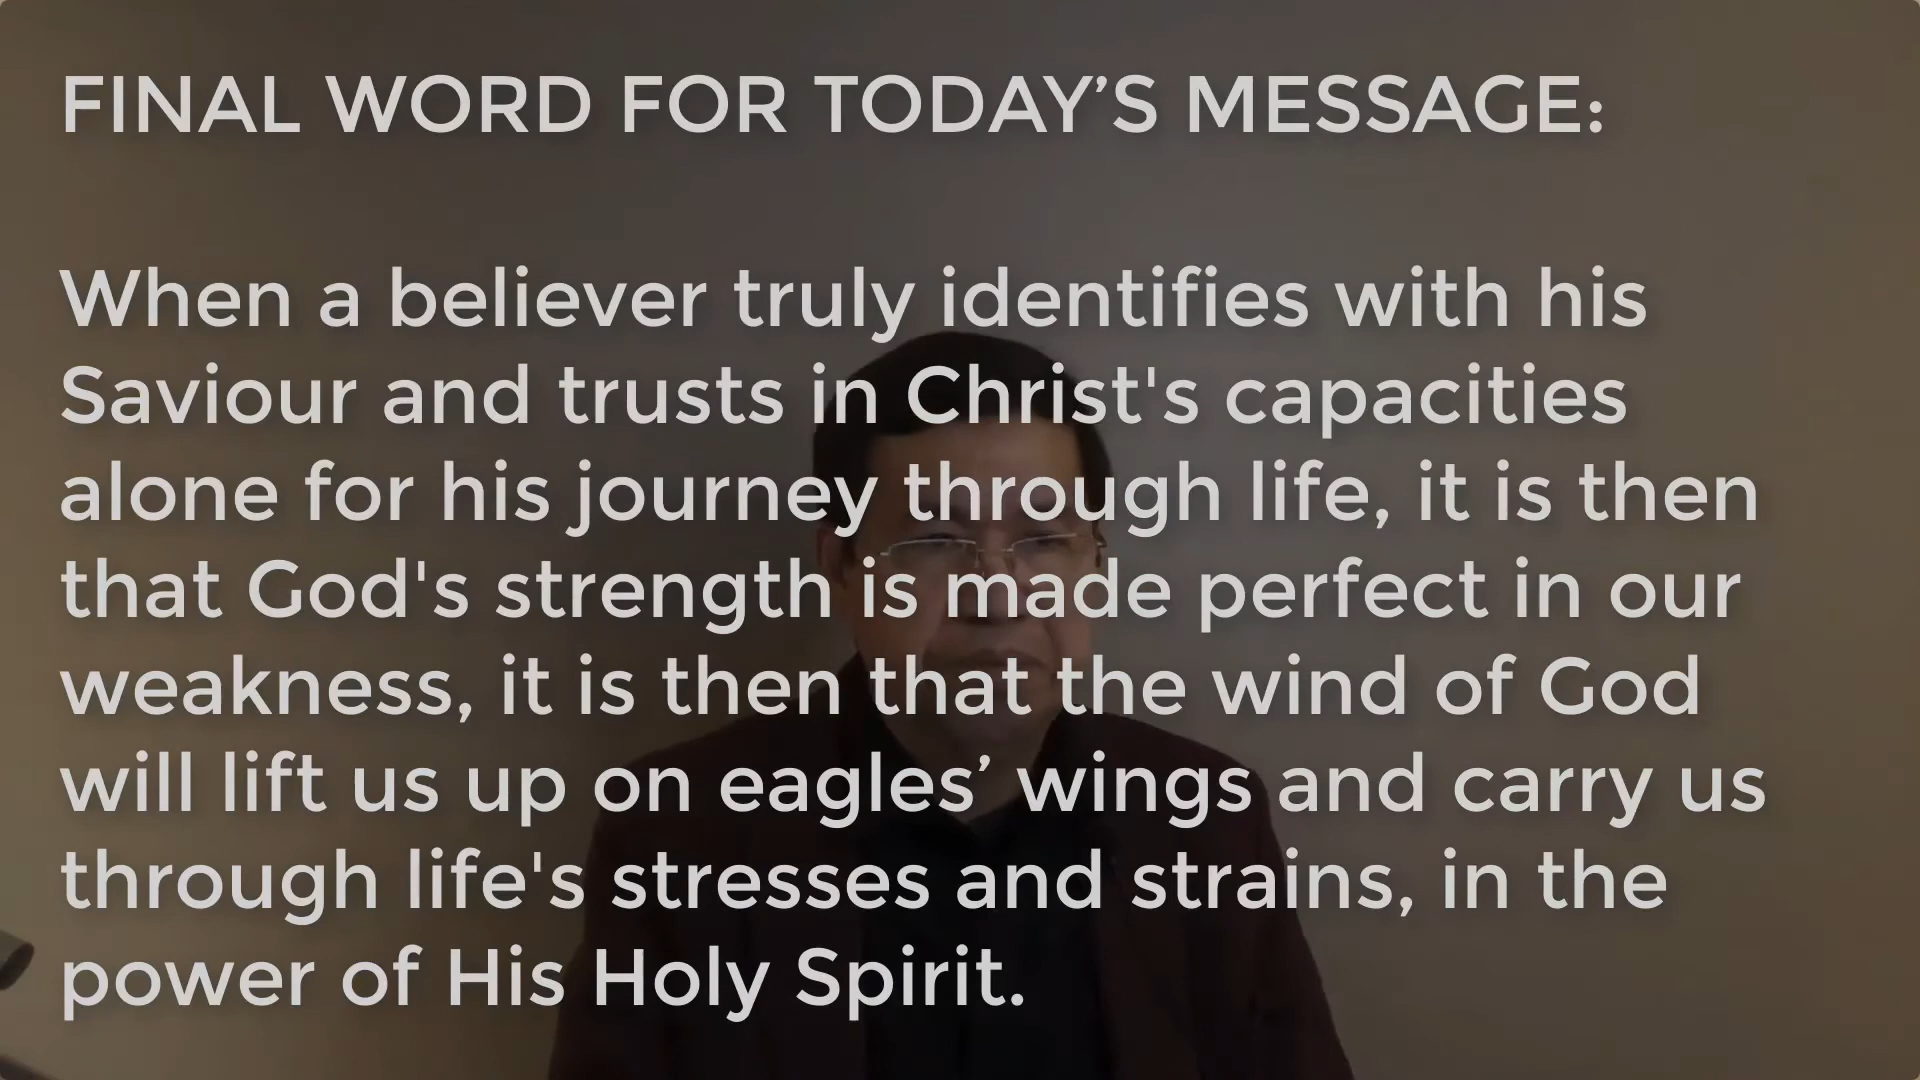 FINAL WORD FOR TODAY’S MESSAGE:
When a believer truly identifies with his
Saviour and trusts in Christ's capacities
alone for his journey through life, it is then
that God's strength is made perfect in our
weakness, it is then that the wind of God
will lift us up on eagles’ wings and carry us
through life's stresses and strains, in the
power of His Holy Spirit.